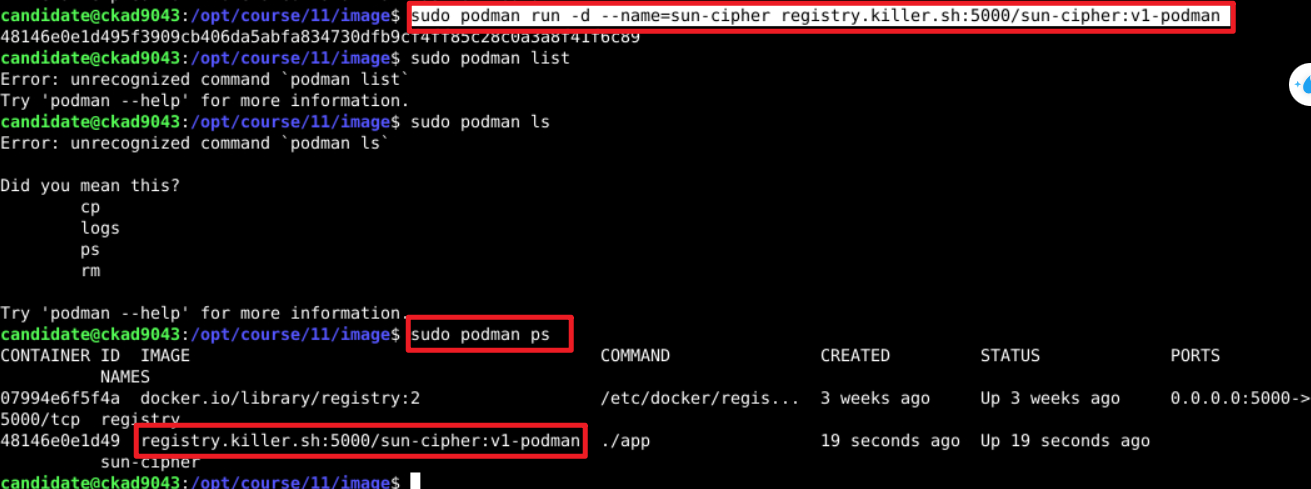 candidate@ckad9043:/opt/course/11/image$ sudo podman run -d --name=sun-cipher registry.killer.sh:5000/sun-cipher:v1-podman
48146e0e1d495f3909cb406da5abfa834730dfb9cf4ff85c28c0a3a8f41f6c89
candidate@ckad9043:/opt/course/11/image$ sudo podman list
Error: unrecognized command `podman list`
Try 'podman --help' for more information.
candidate@ckad9043:/opt/course/11/image$ sudo podman ls
Error: unrecognized command `podman ls`
Did you mean this?
cp
logs
ps
rm
Try 'podman --help' for more information.
candidate@ckad9043:/opt/course/11/image$ sudo podman ps
CONTAINER ID IMAGE COMMAND CREATED STATUS PORTS
NAMES
07994e6f5f4a docker.io/library/registry:2 /etc/docker/regis... 3 weeks ago Up 3 weeks ago 0.0.0.0:5000->
5000/tcp registry
48146e0e1d49 registry.killer.sh:5000/sun-cipher:v1-podman ./app 19 seconds ago Up 19 seconds ago
sun-cipher
candidate@ckad9043:/opt/course/11/image$